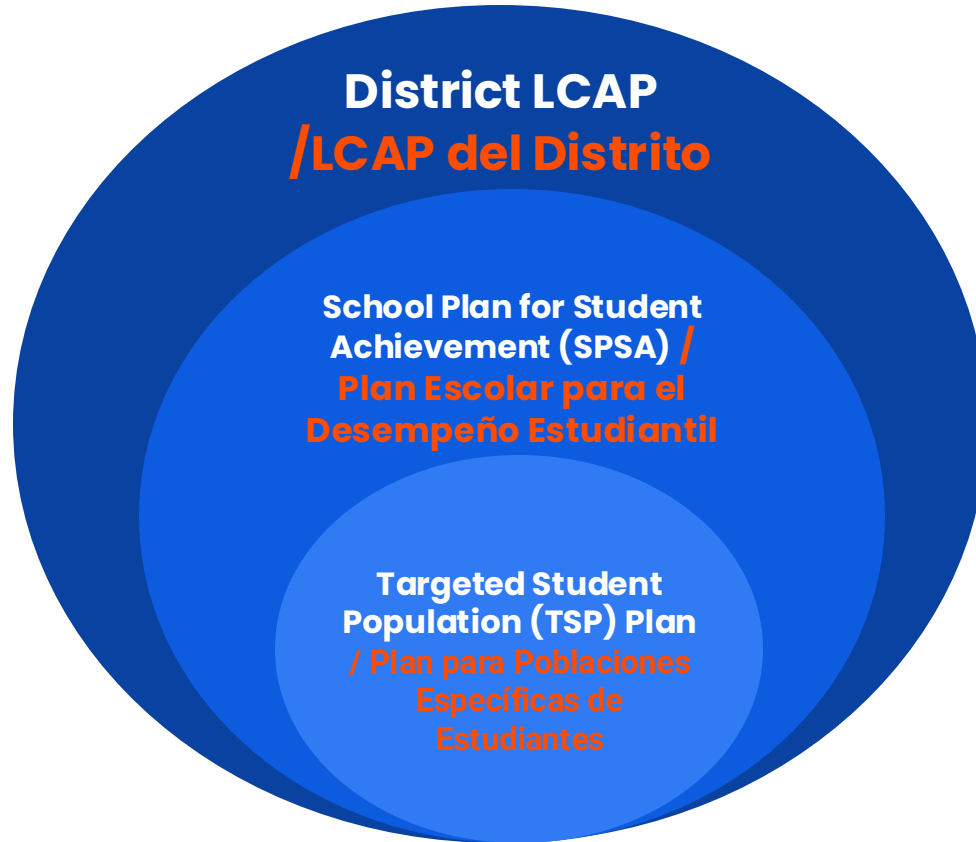 District LCAP
/LCAP del Distrito
School Plan for Student
Achievement (SPSA) /
Plan Escolar para el
Desempeño Estudiantil
Targeted Student
Population (TSP) Plan
/ Plan para Poblaciones
Específicas de
Estudiantes